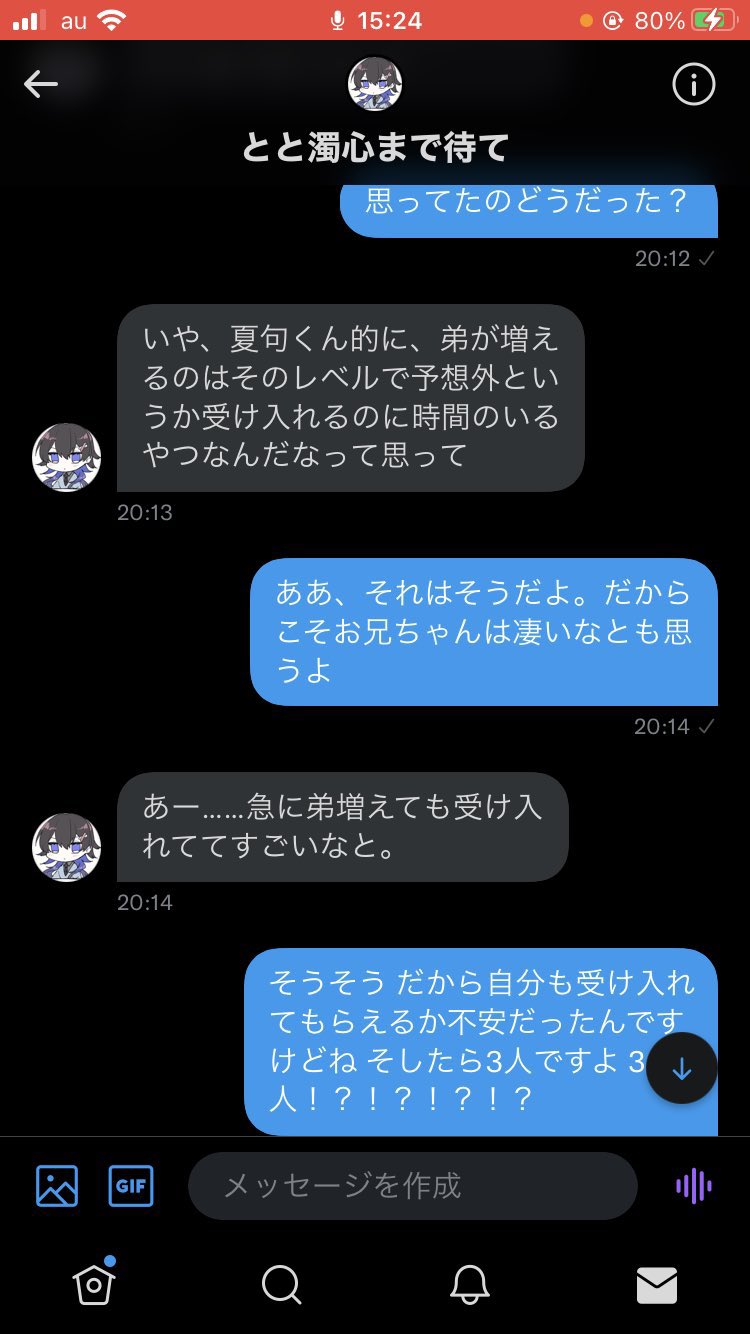 au 15:24 80%
とと濁心まで待て
思ってたのどうだった？
20:12
いや、夏句くん的に、弟が増え
るのはそのレベルで予想外とい
うか受け入れるのに時間のいる
やつなんだなって思って
20:13
ああ、それはそうだよ。だから
こそお兄ちゃんは凄いなとも思
うよ
20:14
あー……急に弟増えても受け入
れててすごいなと。
20:14
そうそう だから自分も受け入れ
てもらえるか不安だったんです
けどね そしたら3人ですよ 3
人！？！？！？！？
GIF
メッセージを作成